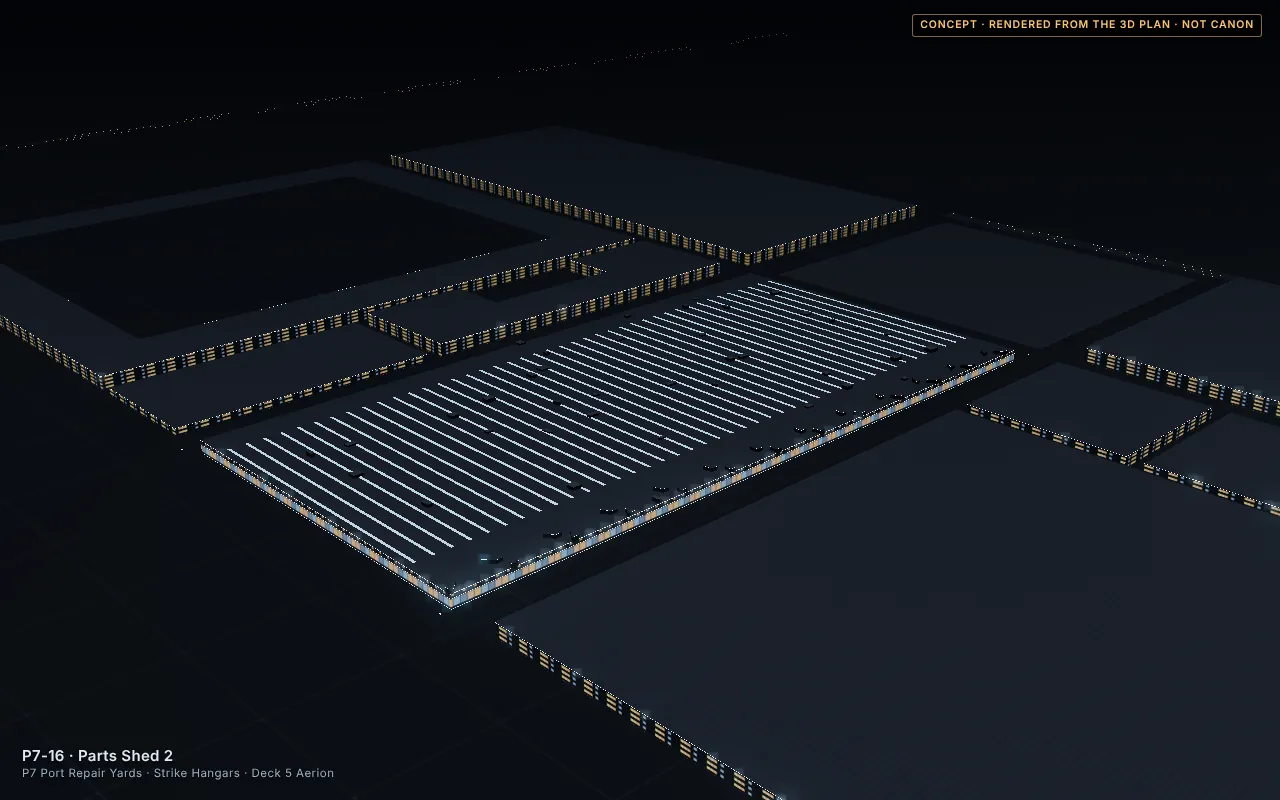 CONCEPT · RENDERED FROM THE 3D PLAN · NOT CANON
P7-16 · Parts Shed 2
P7 Port Repair Yards · Strike Hangars · Deck 5 Aerion